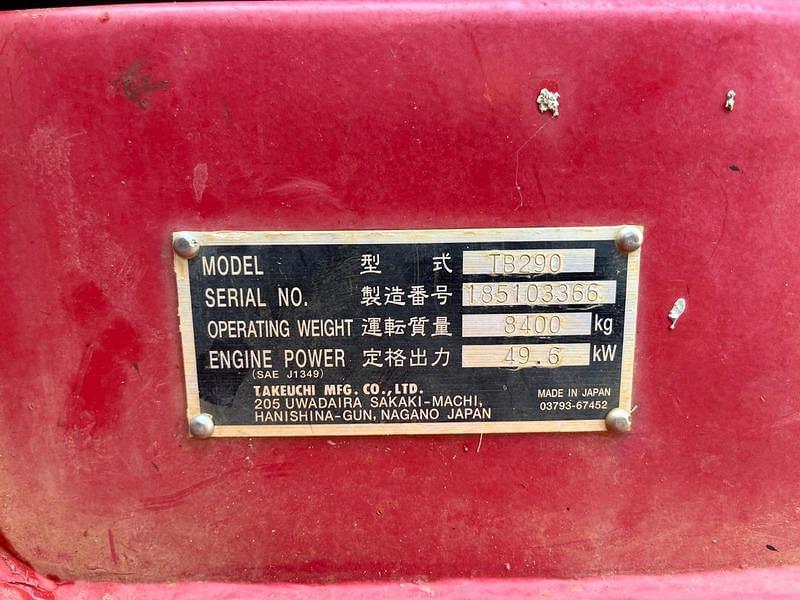 MODEL 型 式 TB290
SERIAL NO. 製造番号 185103366
OPERATING WEIGHT 運転質量 8400 kg
ENGINE POWER 定格出力 49.6 kW
(SAE J1349)
TAKEUCHI MFG. CO., LTD.
205 UWADAIRA SAKAKI-MACHI,
HANISHINA-GUN, NAGANO JAPAN
MADE IN JAPAN
03793-67452